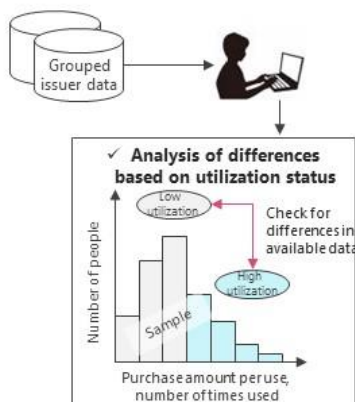 Grouped
issuer data
✓ Analysis of differences
based on utilization status
Low
utilization
Check for
differences in
available data
High
utilization
Number of people
Sample
Purchase amount per use,
number of times used